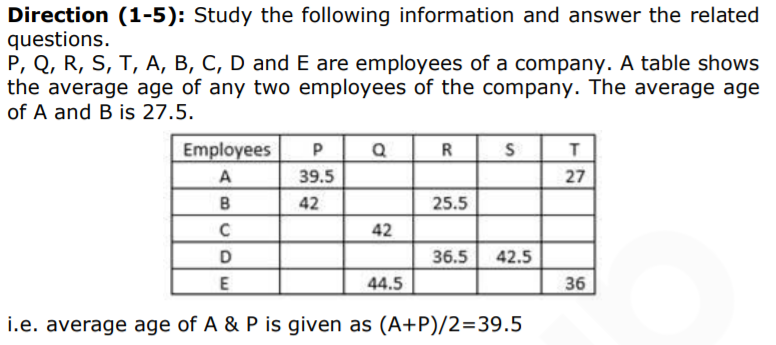 Direction (1-5): Study the following information and answer the related
questions.
P, Q, R, S, T, A, B, C, D and E are employees of a company. A table shows
the average age of any two employees of the company. The average age
of A and B is 27.5.
Employees P Q R S T
A 39.5 27
B 42 25.5
C 42
D 36.5 42.5
E 44.5 36
i.e. average age of A & P is given as (A+P)/2=39.5